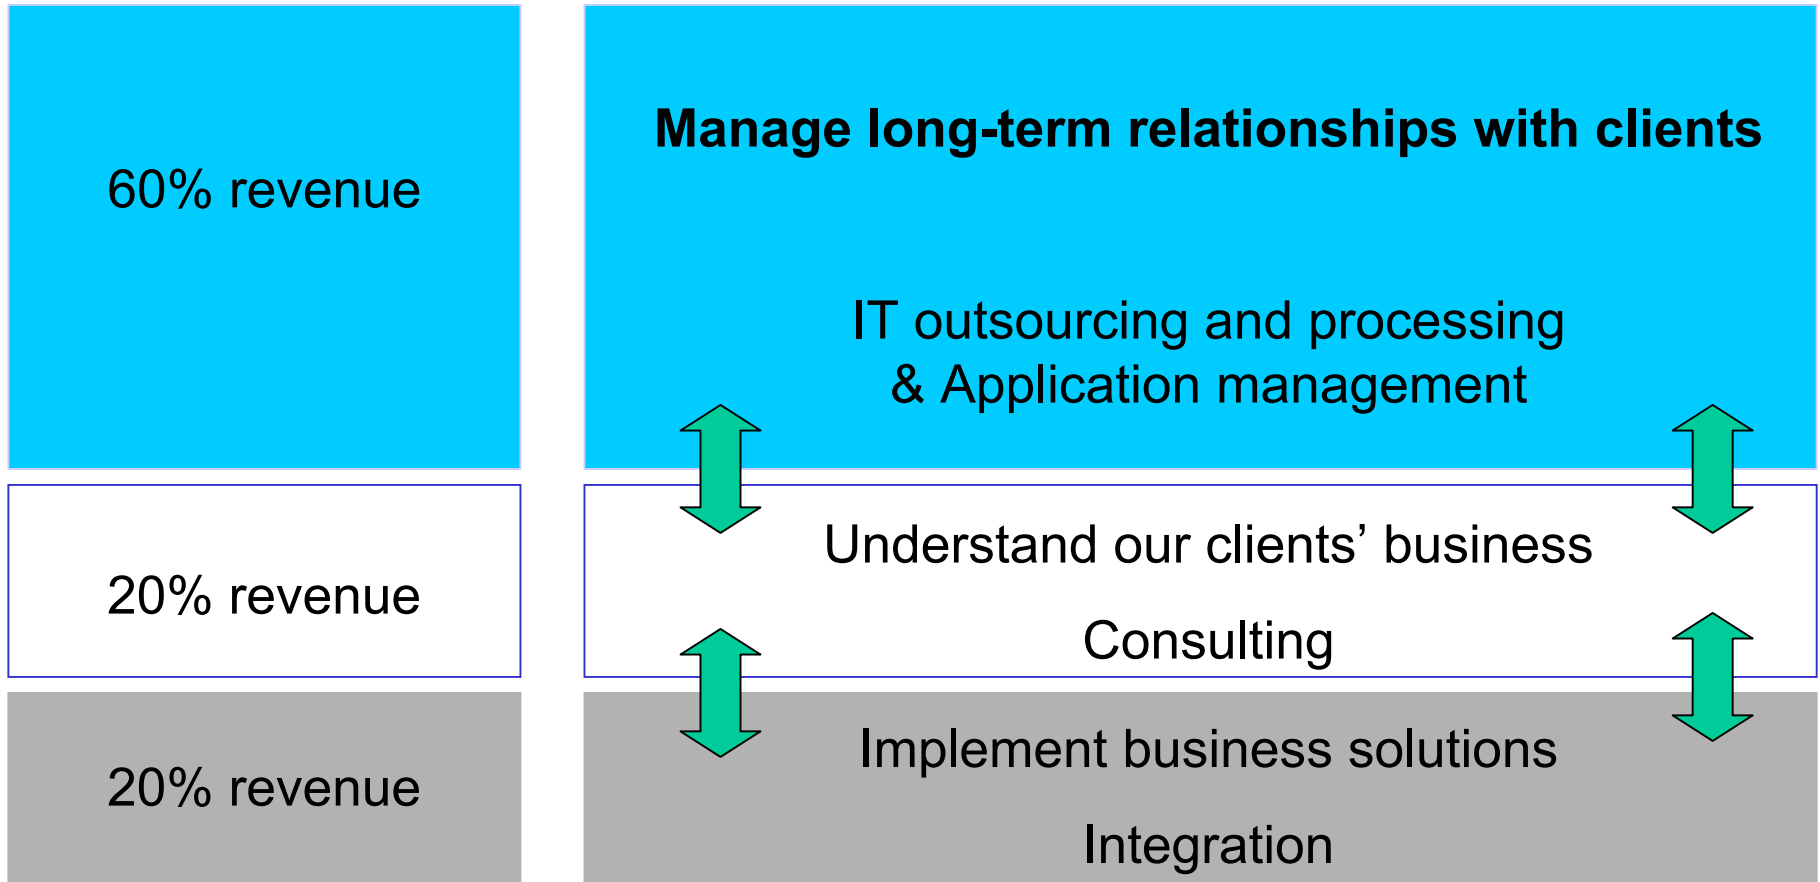 60% revenue
Manage long-term relationships with clients
IT outsourcing and processing
& Application management
20% revenue
Understand our clients’ business
Consulting
20% revenue
Implement business solutions
Integration